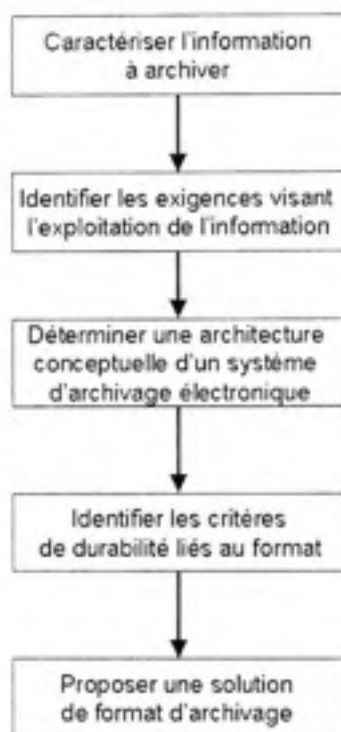 Caractériser l'information
à archiver
Identifier les exigences visant
l'exploitation de l'information
Déterminer une architecture
conceptuelle d'un système
d'archivage électronique
Identifier les critères
de durabilité liés au format
Proposer une solution
de format d'archivage